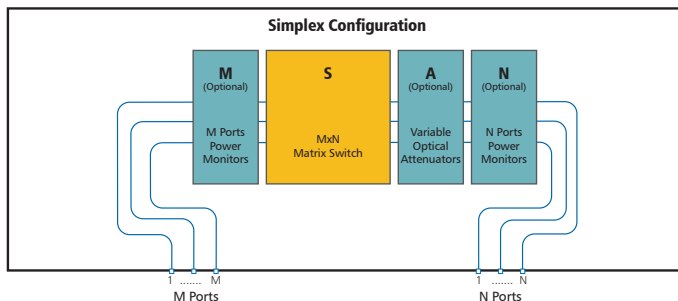 Simplex Configuration
M
(Optional)
M Ports
Power
Monitors
S
MxN
Matrix Switch
A
(Optional)
Variable
Optical
Attenuators
N
(Optional)
N Ports
Power
Monitors
1 ....... M
M Ports
1 ....... N
N Ports